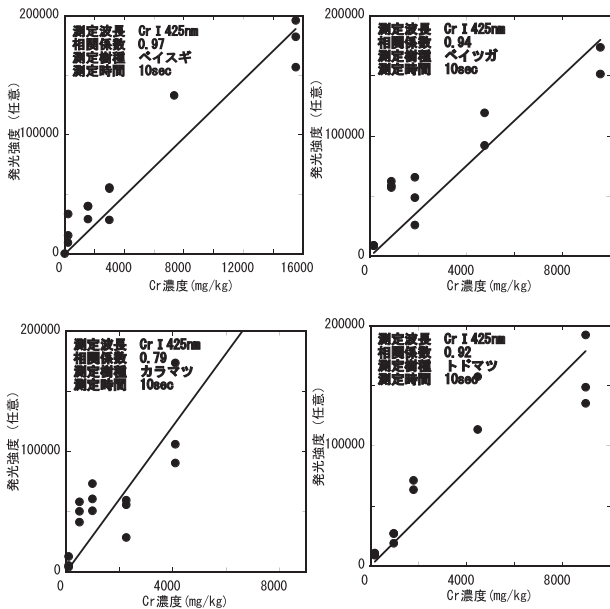 200000
測定波長 CrⅠ425nm
相関係数 0.97
測定樹種 ベイスギ
測定時間 10sec
100000
0
発光強度（任意）
0 4000 8000 12000 16000
Cr濃度(mg/kg)
200000
測定波長 CrⅠ425nm
相関係数 0.94
測定樹種 ベイツガ
測定時間 10sec
100000
0
発光強度（任意）
0 4000 8000
Cr濃度(mg/kg)
200000
測定波長 CrⅠ425nm
相関係数 0.79
測定樹種 カラマツ
測定時間 10sec
100000
0
発光強度（任意）
0 4000 8000
Cr濃度(mg/kg)
200000
測定波長 CrⅠ425nm
相関係数 0.92
測定樹種 トドマツ
測定時間 10sec
100000
0
発光強度（任意）
0 4000 8000
Cr濃度(mg/kg)